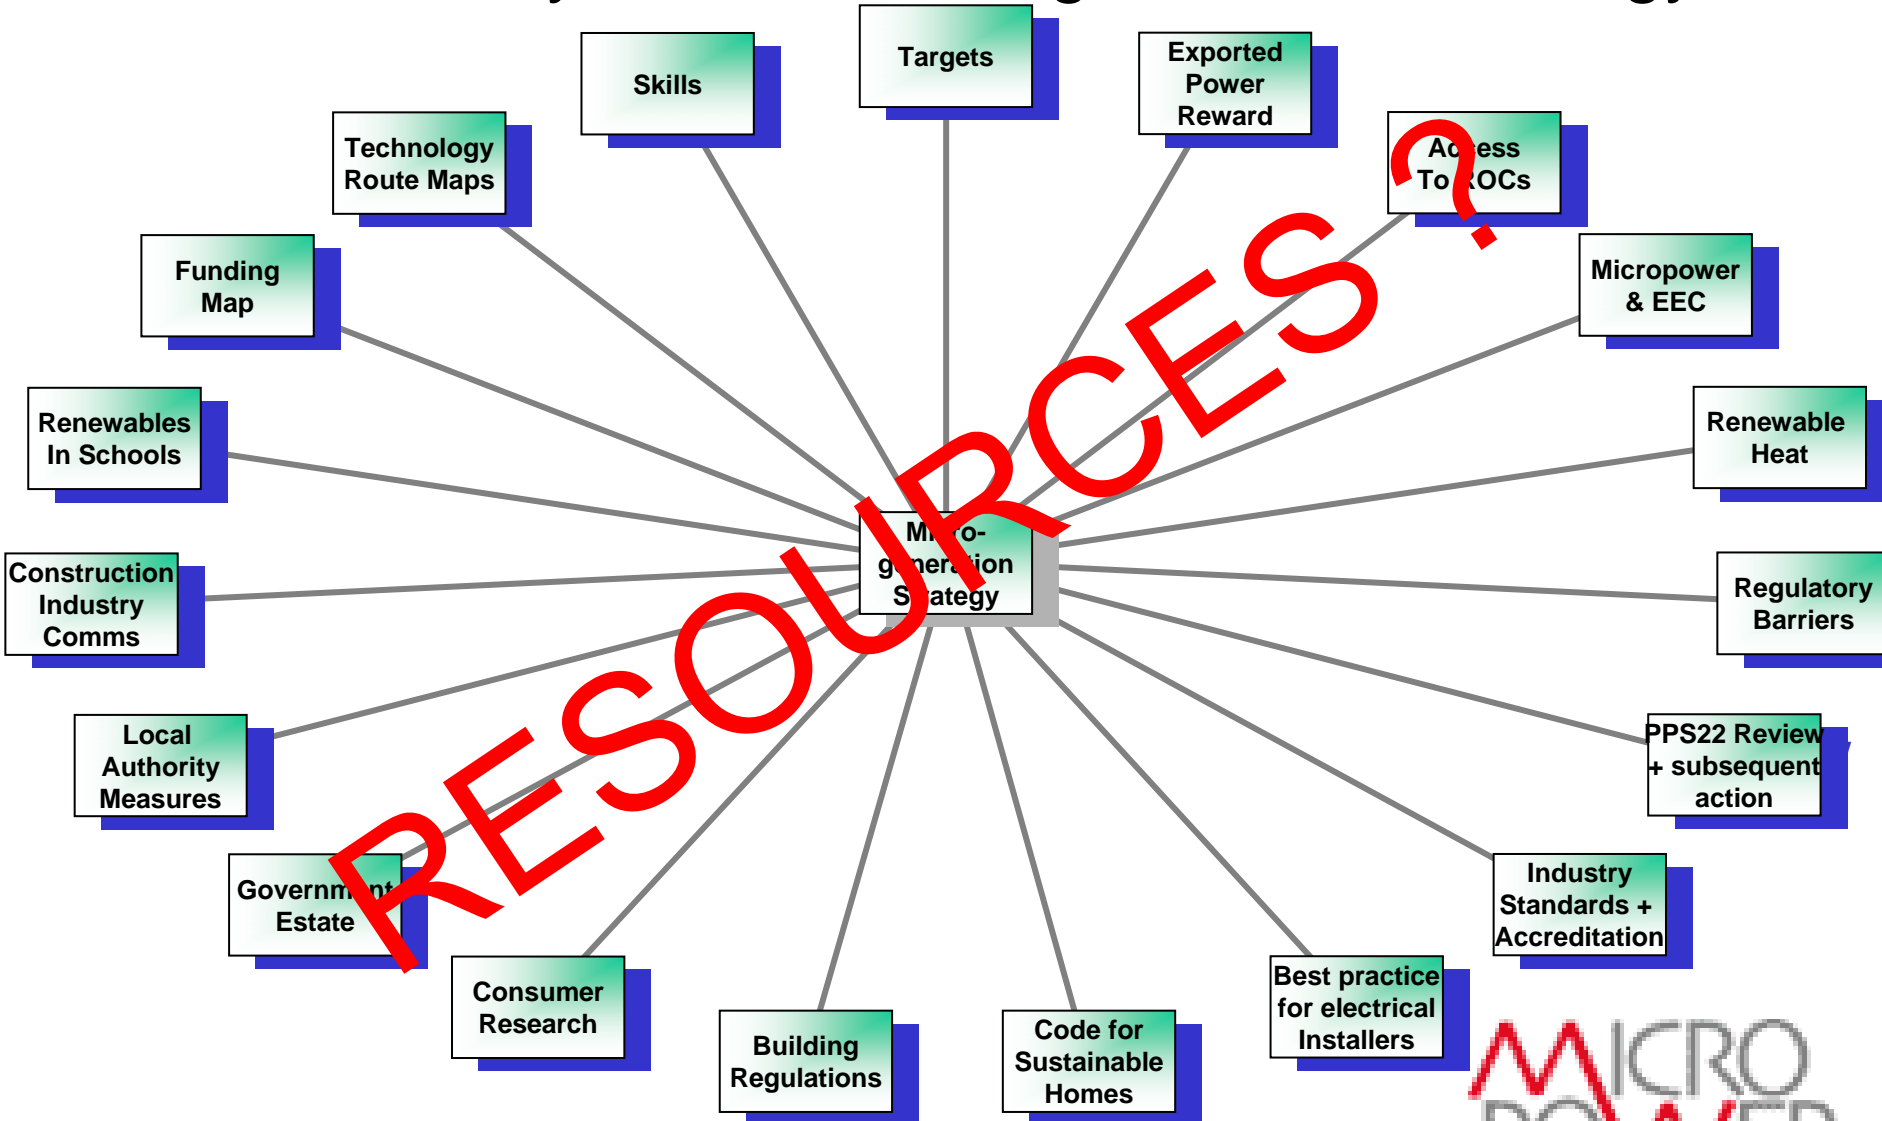 Targets
Skills
Exported
Power
Reward
Technology
Route Maps
Access
To ROCs
Funding
Map
Micropower
& EEC
Renewables
In Schools
Renewable
Heat
Micro-
generation
Strategy
RESOURCES ?
Construction
Industry
Comms
Regulatory
Barriers
Local
Authority
Measures
PPS22 Review
+ subsequent
action
Government
Estate
Industry
Standards +
Accreditation
Consumer
Research
Best practice
for electrical
Installers
Building
Regulations
Code for
Sustainable
Homes
MICRO
POWER